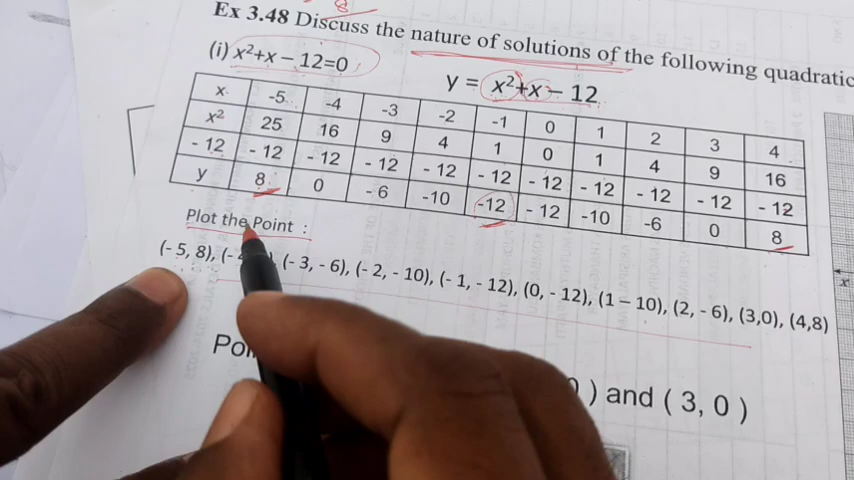 Ex 3.48 Discuss the nature of solutions of the following quadratic
(i) x²+x – 12=0
y = x²+x – 12
x -5 -4 -3 -2 -1 0 1 2 3 4
x² 25 16 9 4 1 0 1 4 9 16
- 12 - 12 - 12 - 12 - 12 - 12 - 12 - 12 - 12 - 12 - 12
y 8 0 - 6 -10 -12 - 12 -10 -6 0 8
Plot the Point :
(- 5, 8), (- (- 3, - 6), (- 2, - 10), (- 1, - 12), (0, - 12), (1 – 10), (2, - 6), (3,0), (4,8)
) and ( 3, 0 )